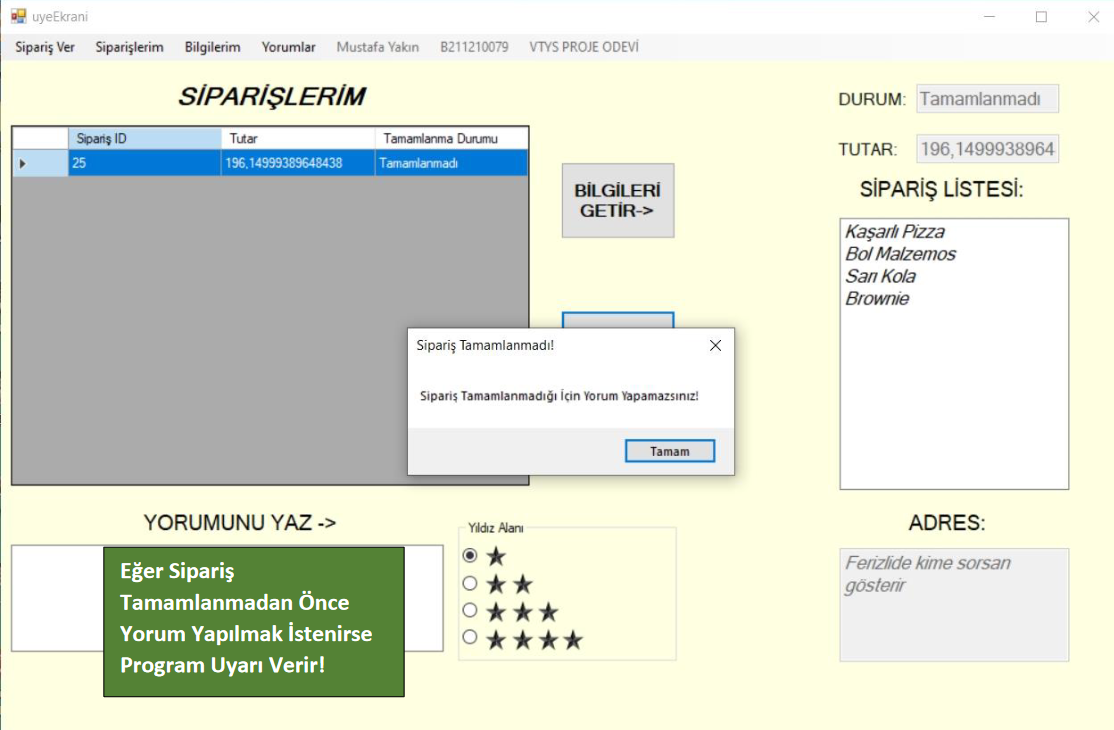 uyeEkrani
Sipariş Ver Siparişlerim Bilgilerim Yorumlar Mustafa Yakın B211210079 VTYS PROJE ODEVİ
SİPARİŞLERİM
Sipariş ID Tutar Tamamlanma Durumu
25 196,14999389648438 Tamamlanmadı
BİLGİLERİ
GETİR->
DURUM: Tamamlanmadı
TUTAR: 196,1499938964
SİPARİŞ LİSTESİ:
Kaşarlı Pizza
Bol Malzemos
Sarı Kola
Brownie
Sipariş Tamamlanmadı!
Sipariş Tamamlanmadığı İçin Yorum Yapamazsınız!
Tamam
YORUMUNU YAZ ->
Eğer Sipariş
Tamamlanmadan Önce
Yorum Yapılmak İstenirse
Program Uyarı Verir!
Yıldız Alanı
ADRES:
Ferizlide kime sorsan
gösterir